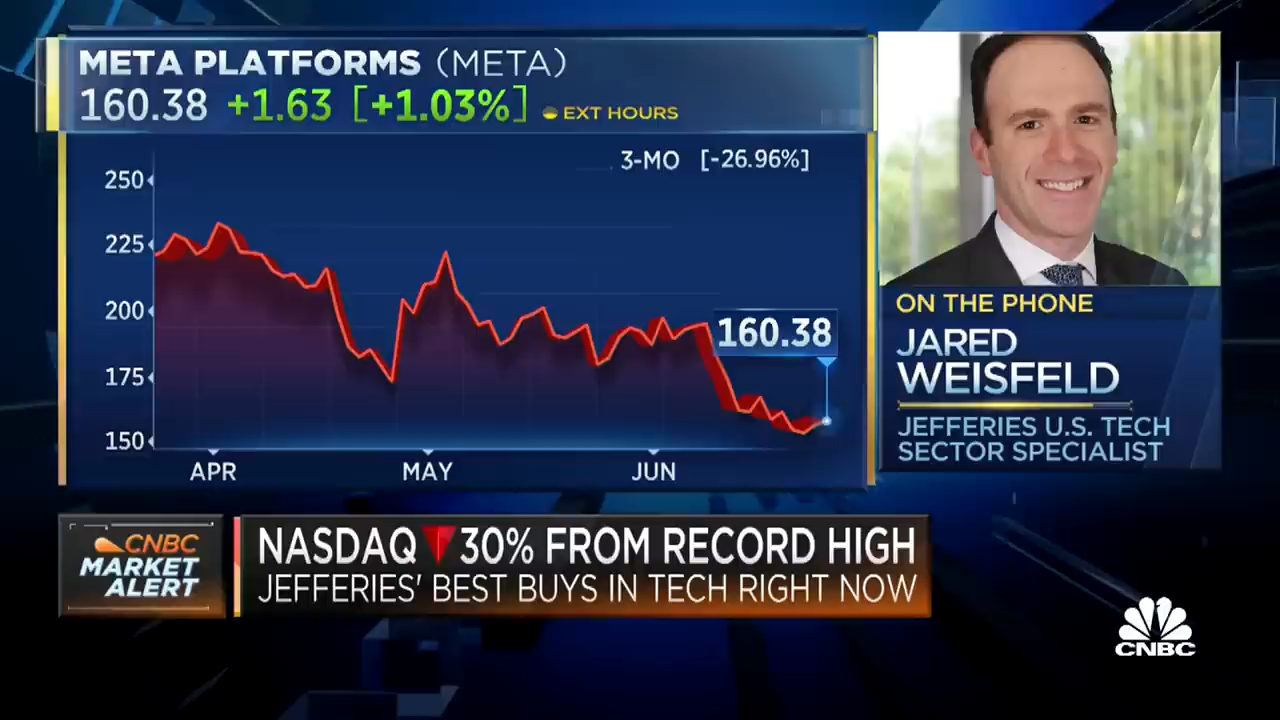 META PLATFORMS (META)
160.38 +1.63 [+1.03%] EXT HOURS
3-MO [-26.96%]
250
225
200
175
150
160.38
APR MAY JUN
ON THE PHONE
JARED
WEISFELD
JEFFERIES U.S. TECH
SECTOR SPECIALIST
CNBC
MARKET
ALERT
NASDAQ▼30% FROM RECORD HIGH
JEFFERIES' BEST BUYS IN TECH RIGHT NOW
CNBC